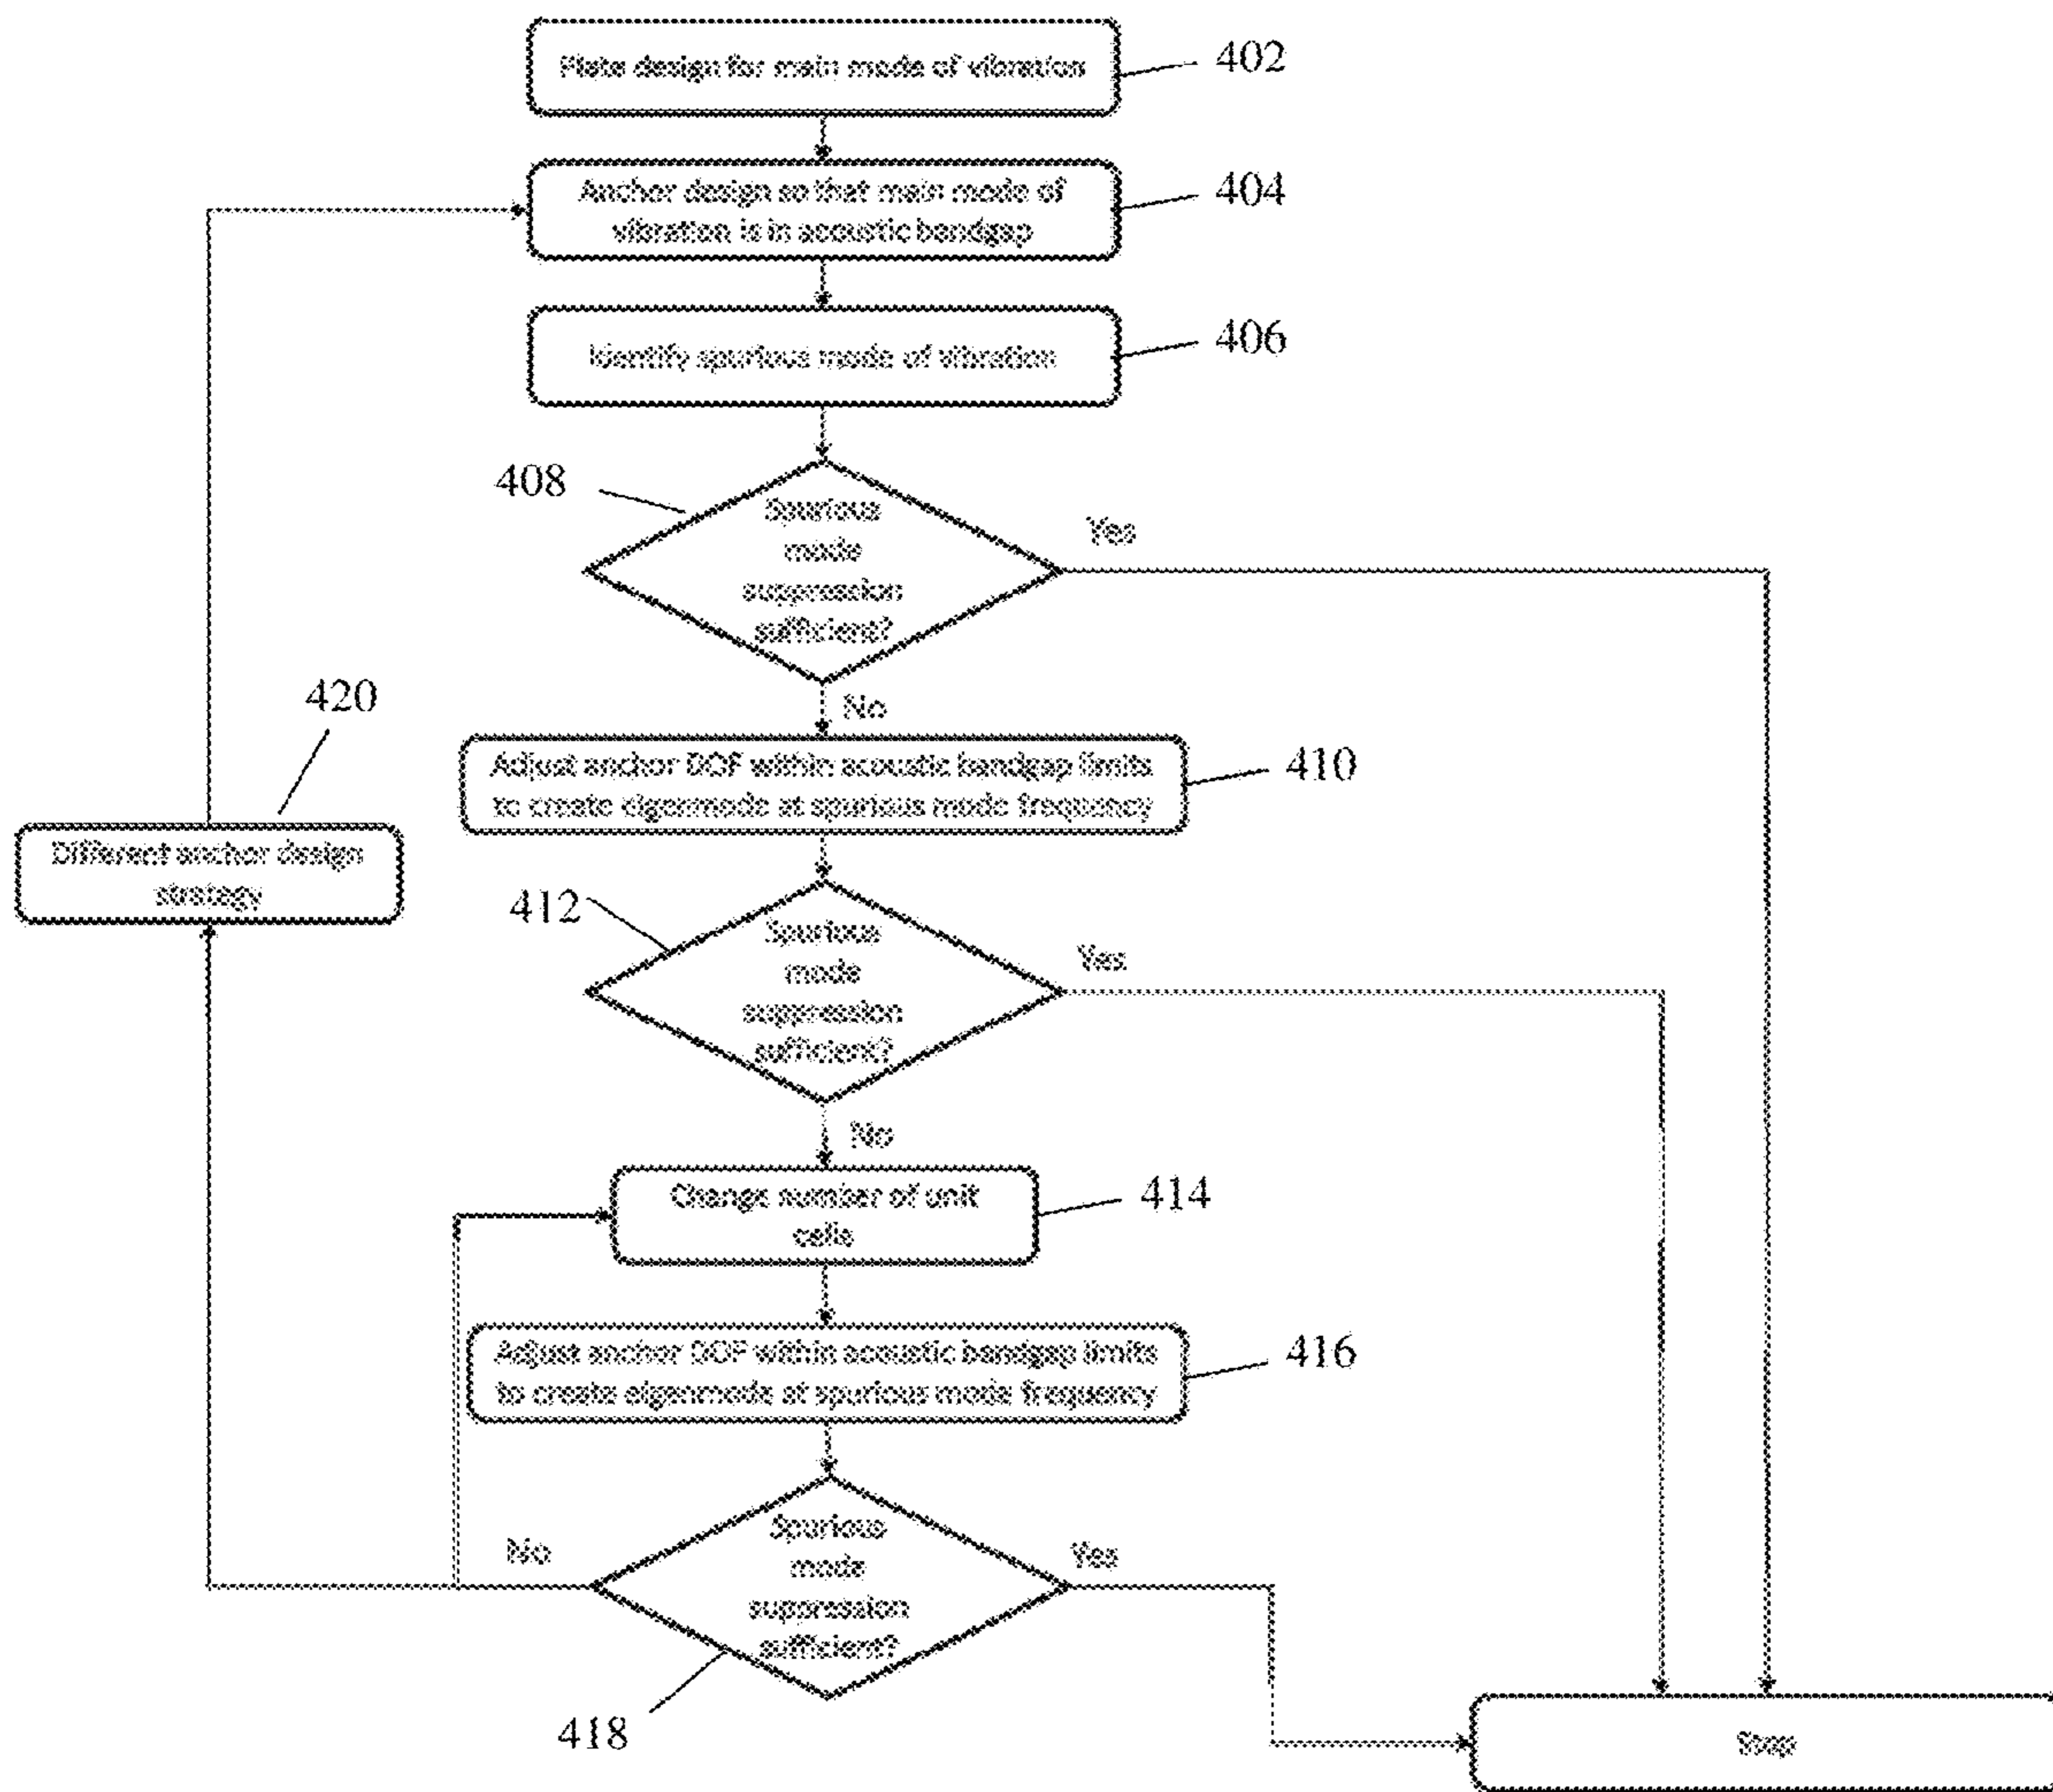 Plate design for main mode of vibration
402
Anchor design so that main mode of
vibration is in acoustic bandgap
404
Identify spurious mode of vibration
406
408
Spurious
mode
suppression
sufficient?
Yes
No
420
Adjust anchor DOF within acoustic bandgap limits
to create eigenmode at spurious mode frequency
410
Different anchor design
strategy
412
Spurious
mode
suppression
sufficient?
Yes
No
Change number of unit
cells
414
Adjust anchor DOF within acoustic bandgap limits
to create eigenmode at spurious mode frequency
416
No
Spurious
mode
suppression
sufficient?
Yes
418
Stop